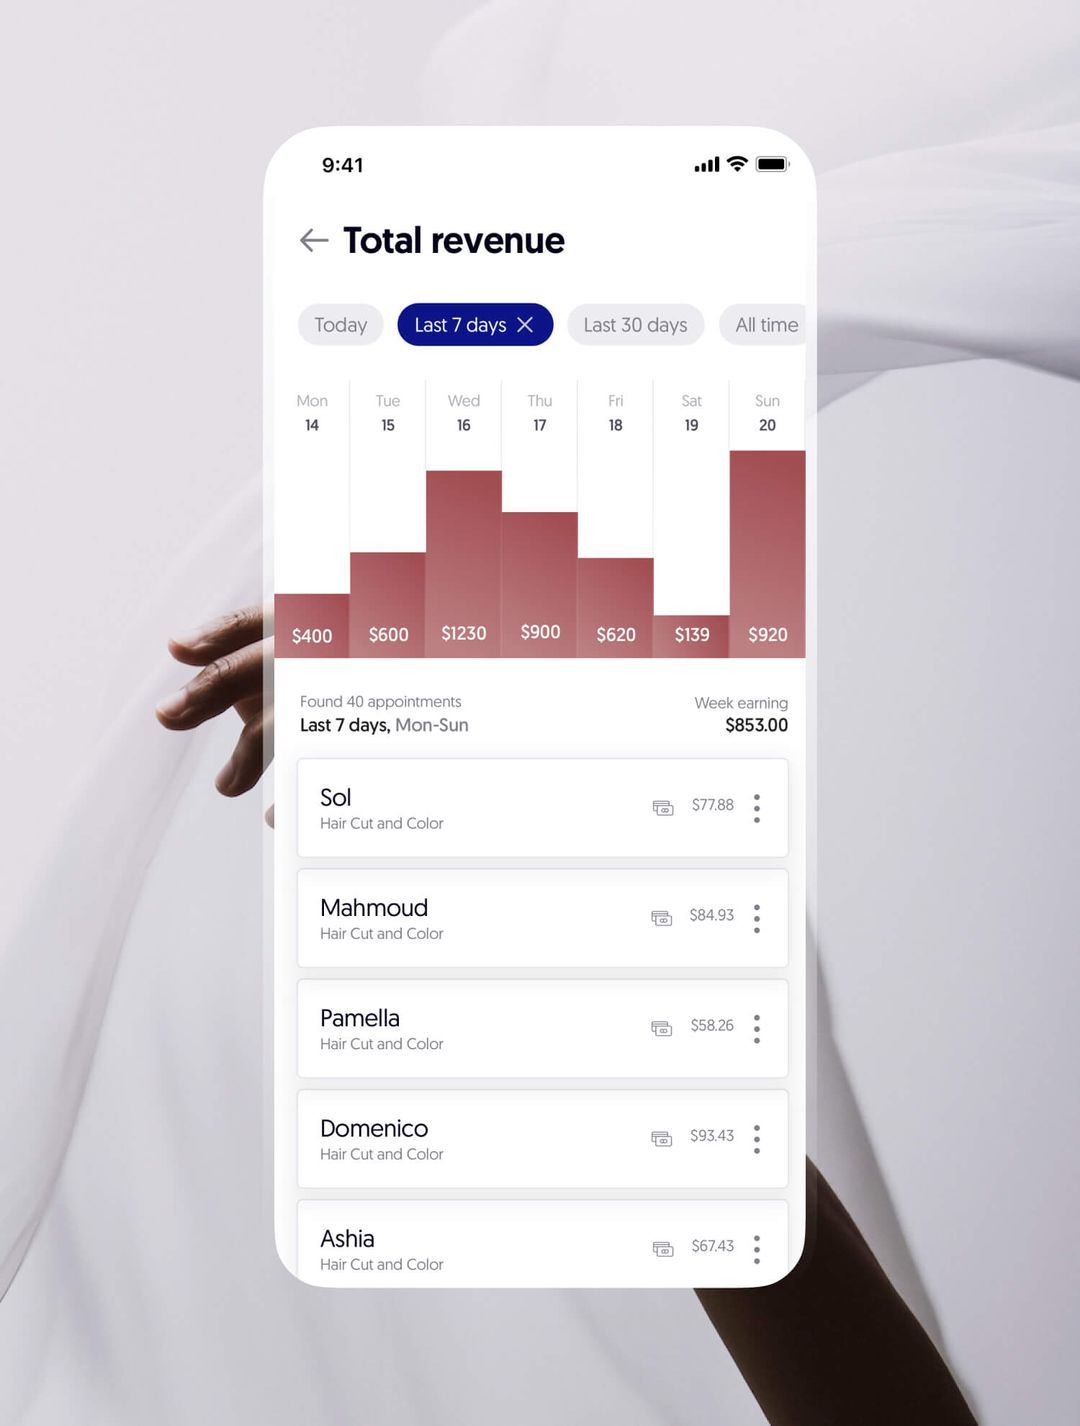 9:41
Total revenue
Today Last 7 days Last 30 days All time
Mon Tue Wed Thu Fri Sat Sun
14 15 16 17 18 19 20
$400 $600 $1230 $900 $620 $139 $920
Found 40 appointments Week earning
Last 7 days, Mon-Sun $853.00
Sol
Hair Cut and Color
$77.88
Mahmoud
Hair Cut and Color
$84.93
Pamella
Hair Cut and Color
$58.26
Domenico
Hair Cut and Color
$93.43
Ashia
Hair Cut and Color
$67.43